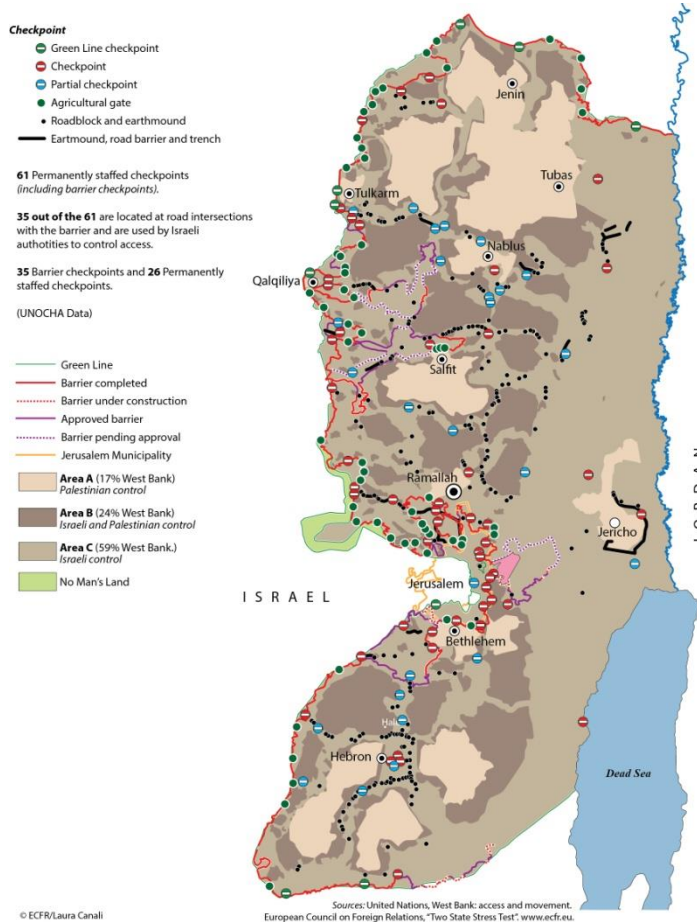 Checkpoint
Green Line checkpoint
Checkpoint
Partial checkpoint
Agricultural gate
Roadblock and earthmound
Eartmound, road barrier and trench
61 Permanently staffed checkpoints
(including barrier checkpoints).
35 out of the 61 are located at road intersections
with the barrier and are used by Israeli
authotities to control access.
35 Barrier checkpoints and 26 Permanently
staffed checkpoints.
(UNOCHA Data)
Green Line
Barrier completed
Barrier under construction
Approved barrier
Barrier pending approval
Jerusalem Municipality
Area A (17% West Bank)
Palestinian control
Area B (24% West Bank)
Israeli and Palestinian control
Area C (59% West Bank.)
Israeli control
No Man's Land
Jenin
Tubas
Tulkarm
Nablus
Qalqiliya
Salfit
Ramallah
Jericho
JORDAN
Jerusalem
ISRAEL
Bethlehem
Hebron
Dead Sea
© ECFR/Laura Canali
Sources: United Nations, West Bank: access and movement.
European Council on Foreign Relations, "Two State Stress Test". www.ecfr.eu.